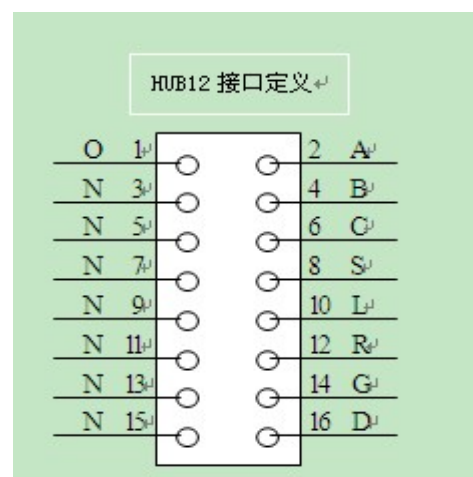 HUB12 接口定义
O 1 2 A
N 3 4 B
N 5 6 C
N 7 8 S
N 9 10 L
N 11 12 R
N 13 14 G
N 15 16 D